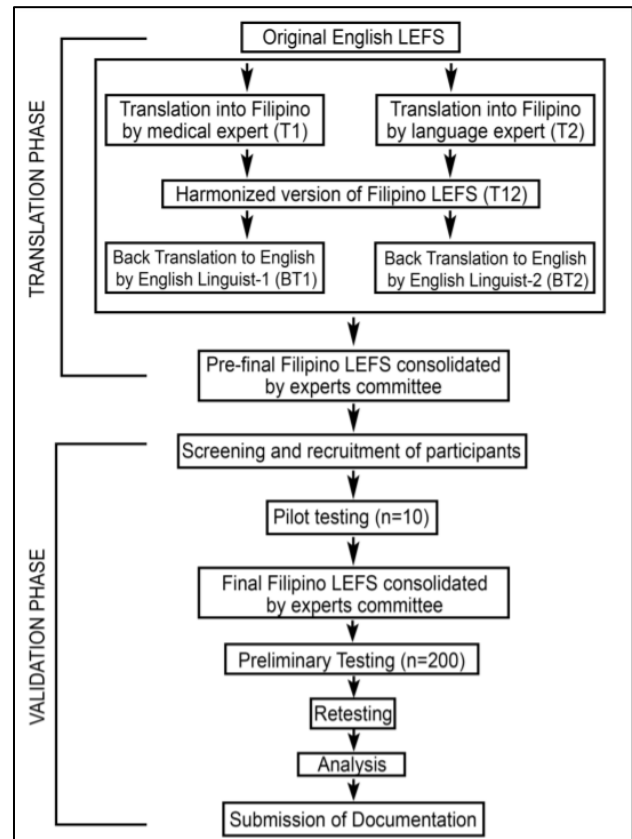 Original English LEFS
Translation into Filipino
by medical expert (T1)
Translation into Filipino
by language expert (T2)
Harmonized version of Filipino LEFS (T12)
Back Translation to English
by English Linguist-1 (BT1)
Back Translation to English
by English Linguist-2 (BT2)
Pre-final Filipino LEFS consolidated
by experts committee
TRANSLATION PHASE
Screening and recruitment of participants
Pilot testing (n=10)
Final Filipino LEFS consolidated
by experts committee
Preliminary Testing (n=200)
Retesting
Analysis
Submission of Documentation
VALIDATION PHASE